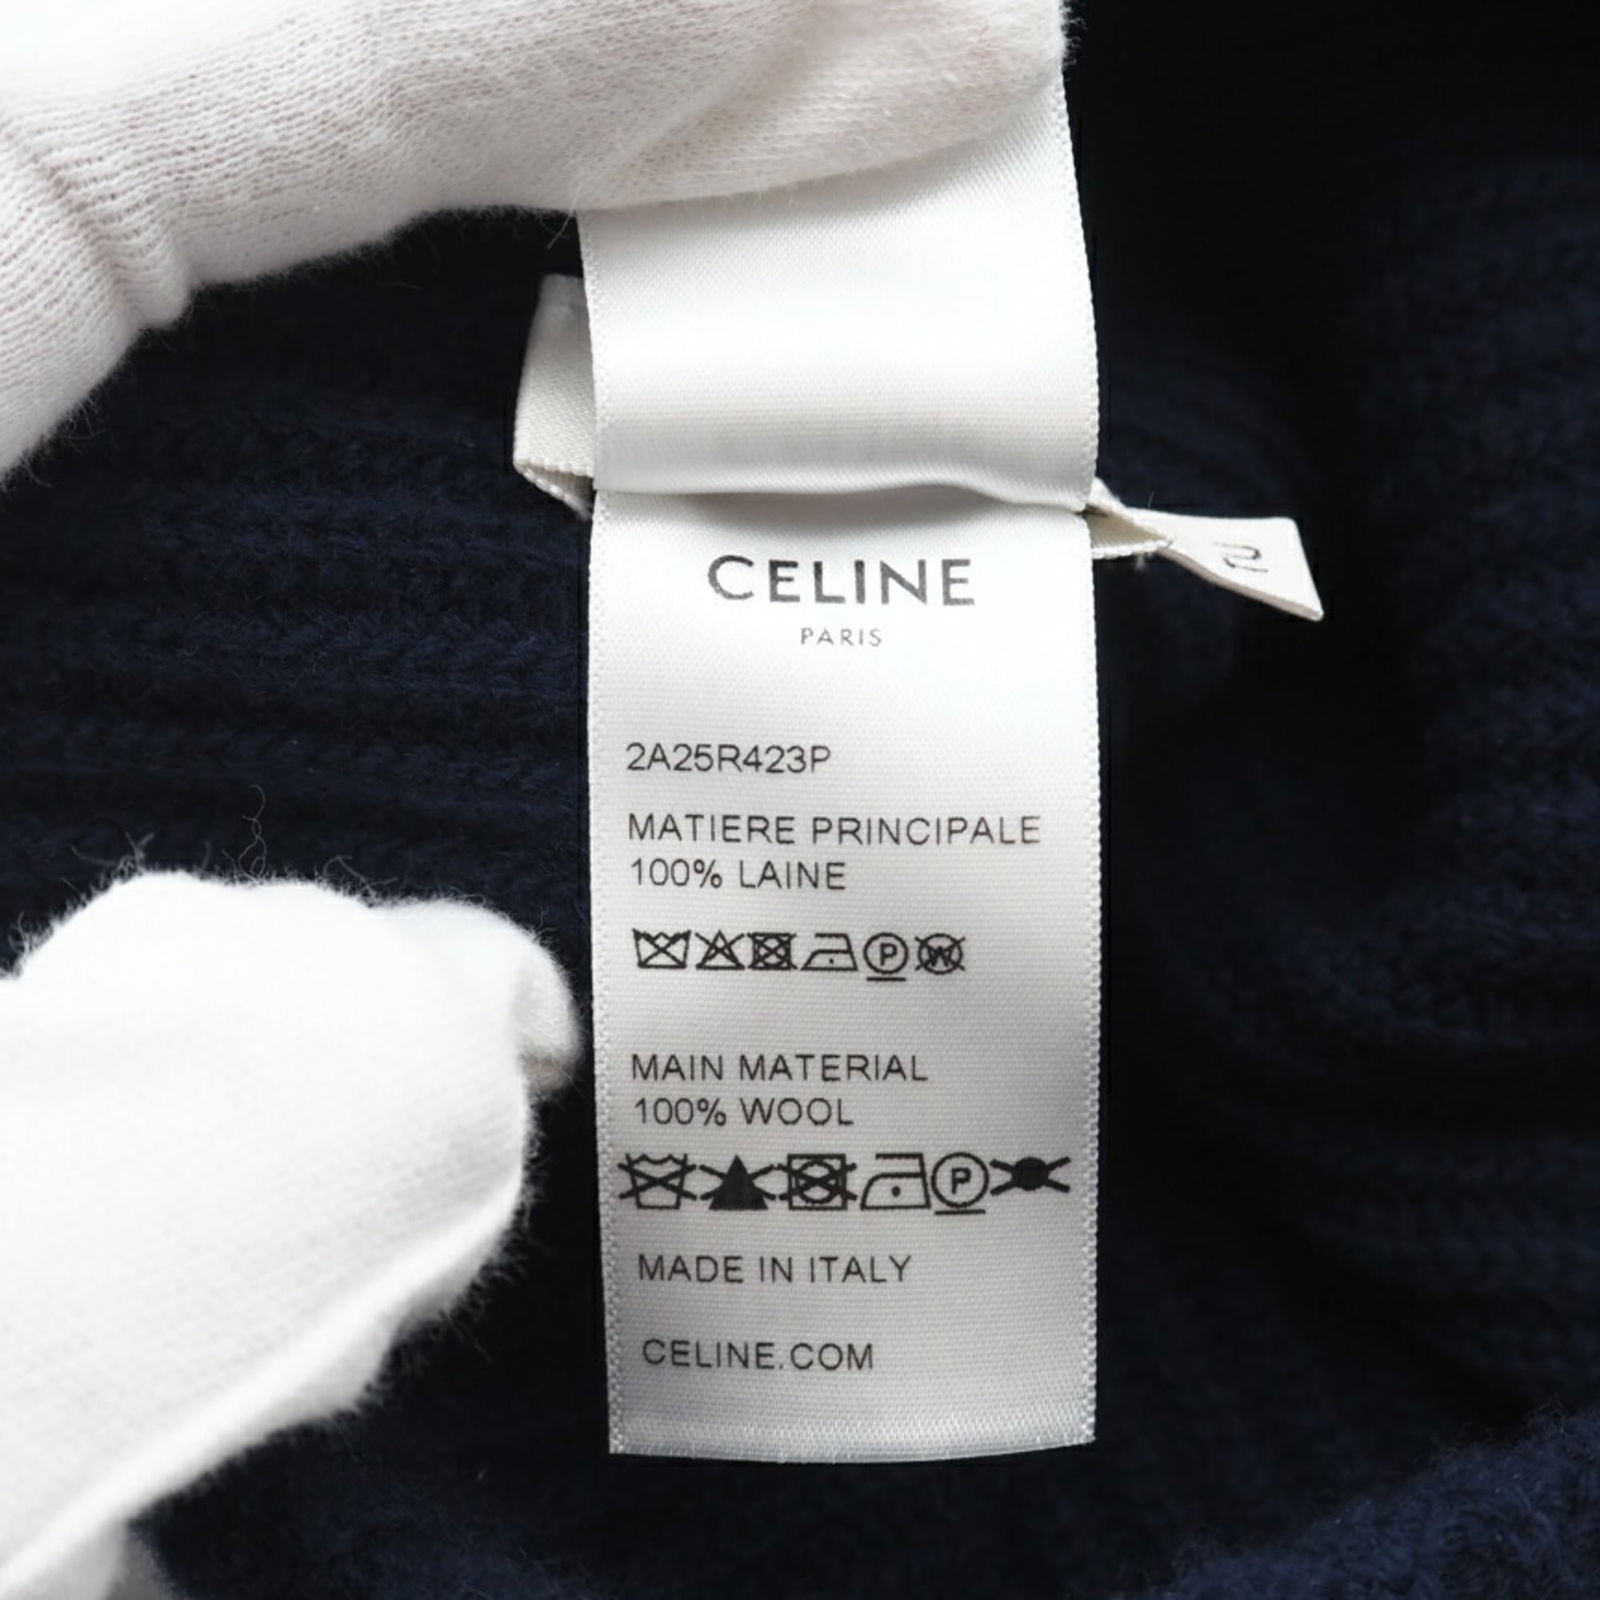 CELINE
PARIS
2A25R423P
MATIERE PRINCIPALE
100% LAINE
P W
MAIN MATERIAL
100% WOOL
P
MADE IN ITALY
CELINE.COM